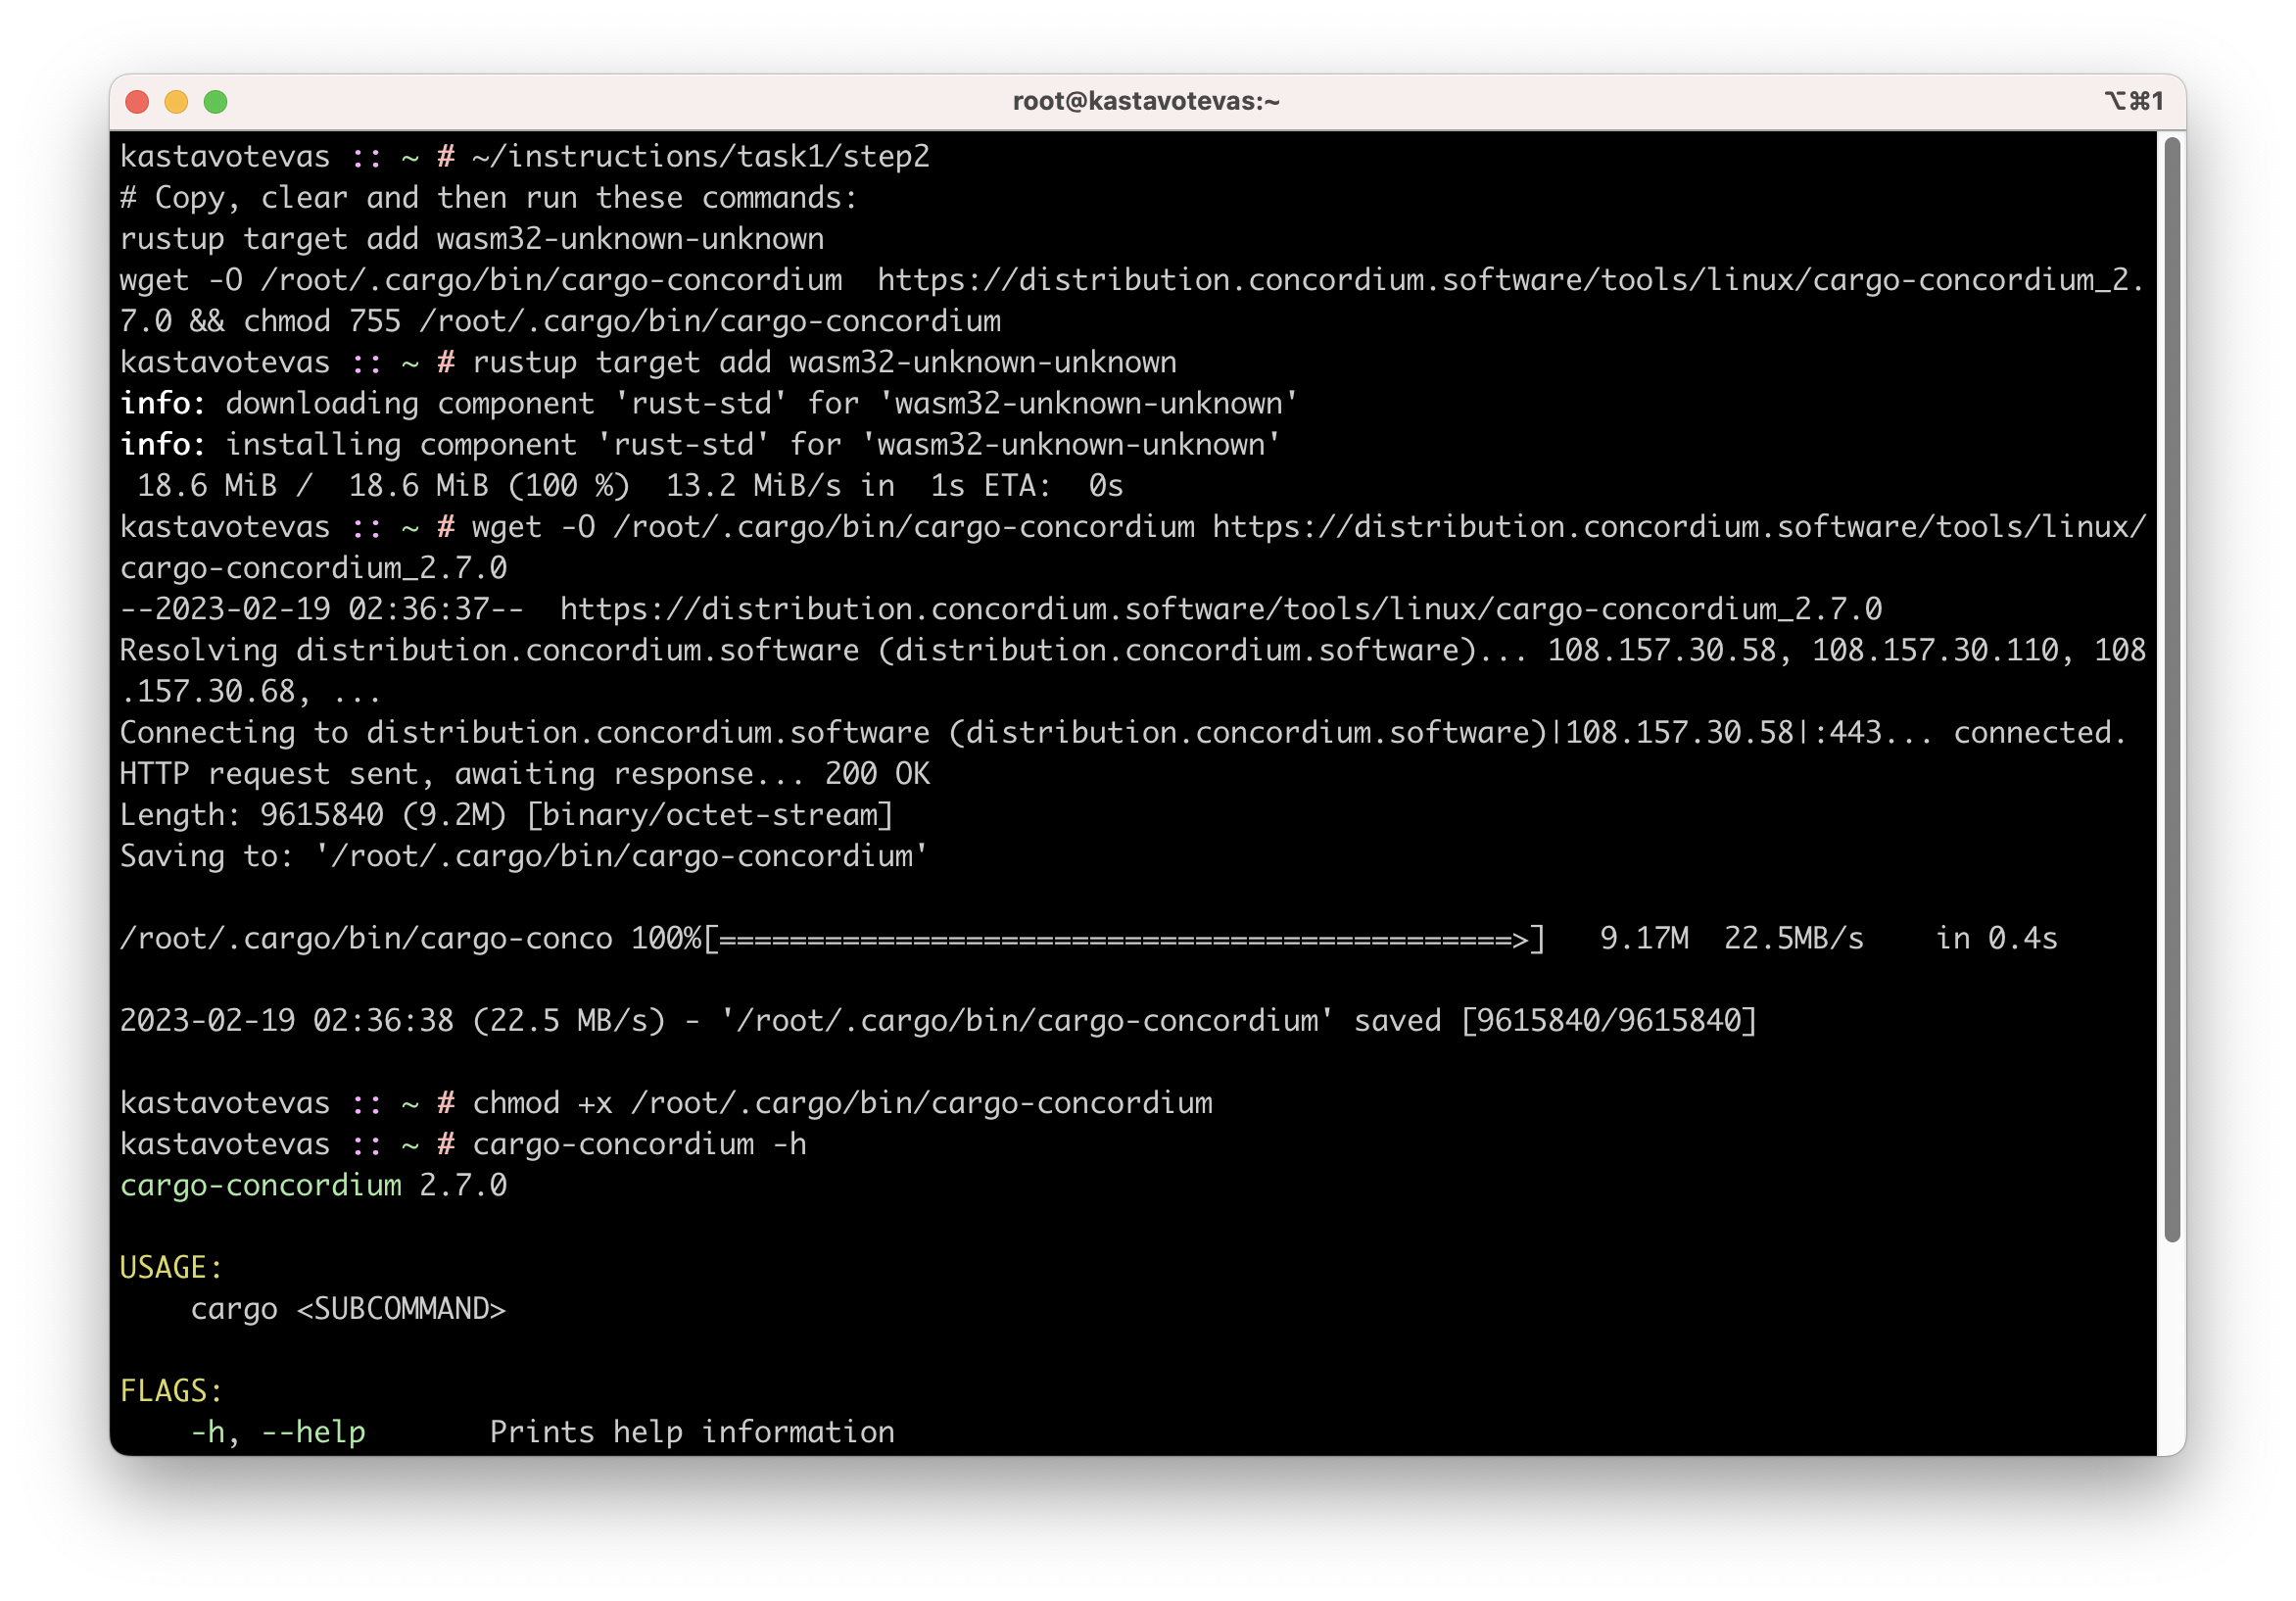 root@kastavotevas:~
⌥⌘1
kastavotevas :: ~ # ~/instructions/task1/step2
# Copy, clear and then run these commands:
rustup target add wasm32-unknown-unknown
wget -O /root/.cargo/bin/cargo-concordium  https://distribution.concordium.software/tools/linux/cargo-concordium_2.
7.0 && chmod 755 /root/.cargo/bin/cargo-concordium
kastavotevas :: ~ # rustup target add wasm32-unknown-unknown
info: downloading component 'rust-std' for 'wasm32-unknown-unknown'
info: installing component 'rust-std' for 'wasm32-unknown-unknown'
 18.6 MiB /  18.6 MiB (100 %)  13.2 MiB/s in  1s ETA:  0s
kastavotevas :: ~ # wget -O /root/.cargo/bin/cargo-concordium https://distribution.concordium.software/tools/linux/
cargo-concordium_2.7.0
--2023-02-19 02:36:37--  https://distribution.concordium.software/tools/linux/cargo-concordium_2.7.0
Resolving distribution.concordium.software (distribution.concordium.software)... 108.157.30.58, 108.157.30.110, 108
.157.30.68, ...
Connecting to distribution.concordium.software (distribution.concordium.software)|108.157.30.58|:443... connected.
HTTP request sent, awaiting response... 200 OK
Length: 9615840 (9.2M) [binary/octet-stream]
Saving to: '/root/.cargo/bin/cargo-concordium'

/root/.cargo/bin/cargo-conco 100%[=============================================>]   9.17M  22.5MB/s    in 0.4s

2023-02-19 02:36:38 (22.5 MB/s) - '/root/.cargo/bin/cargo-concordium' saved [9615840/9615840]

kastavotevas :: ~ # chmod +x /root/.cargo/bin/cargo-concordium
kastavotevas :: ~ # cargo-concordium -h
cargo-concordium 2.7.0

USAGE:
    cargo <SUBCOMMAND>

FLAGS:
    -h, --help       Prints help information